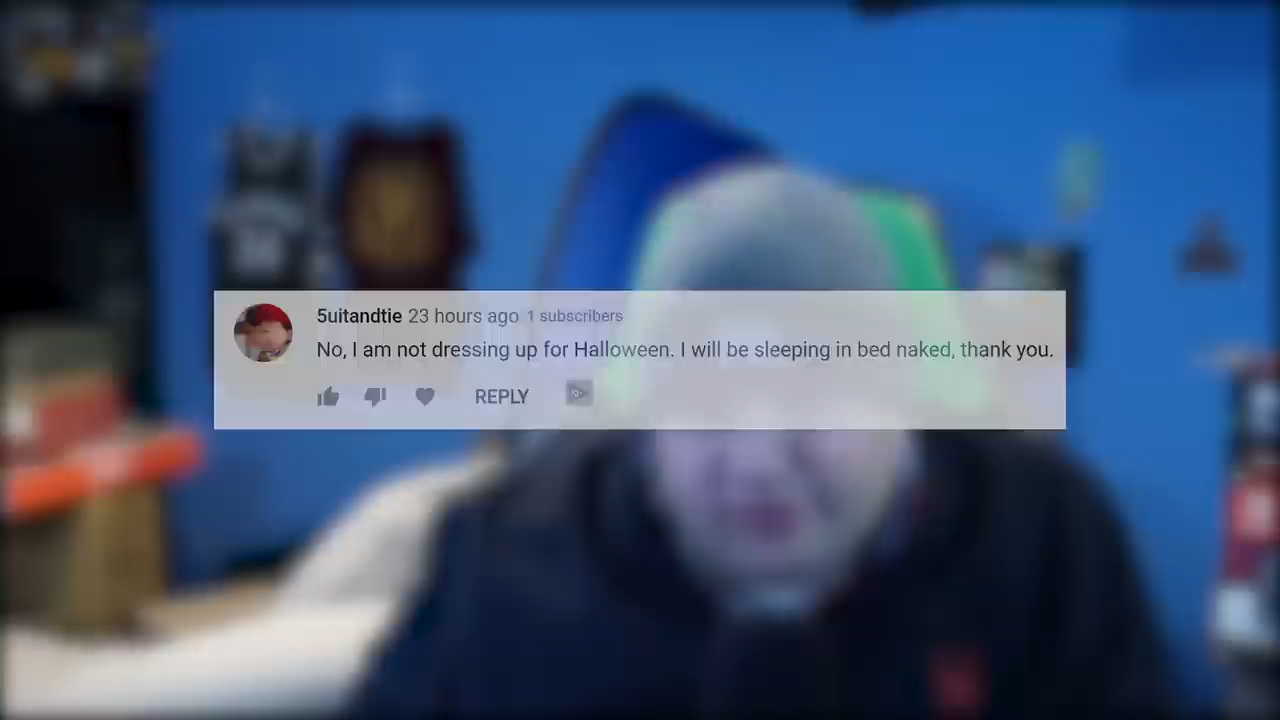 5uitandtie 23 hours ago 1 subscribers
No, I am not dressing up for Halloween. I will be sleeping in bed naked, thank you.
REPLY